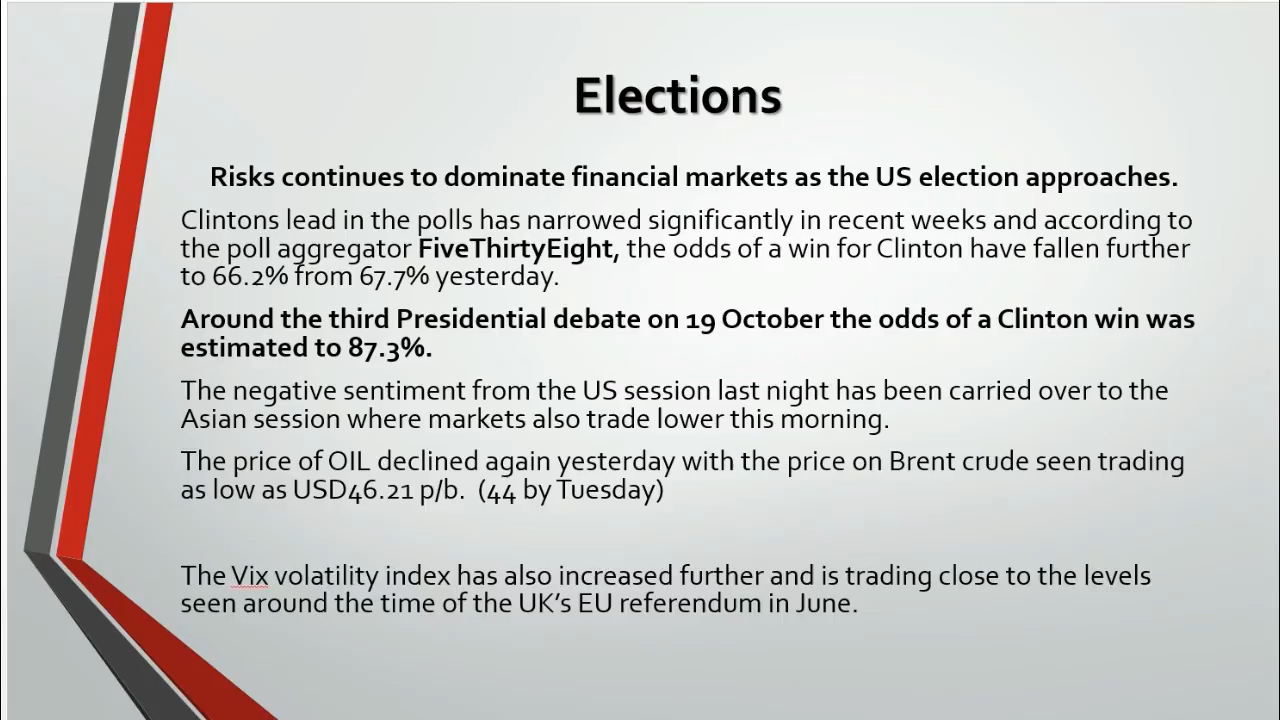 Elections
Risks continues to dominate financial markets as the US election approaches.
Clintons lead in the polls has narrowed significantly in recent weeks and according to
the poll aggregator FiveThirtyEight, the odds of a win for Clinton have fallen further
to 66.2% from 67.7% yesterday.
Around the third Presidential debate on 19 October the odds of a Clinton win was
estimated to 87.3%.
The negative sentiment from the US session last night has been carried over to the
Asian session where markets also trade lower this morning.
The price of OIL declined again yesterday with the price on Brent crude seen trading
as low as USD46.21 p/b.  (44 by Tuesday)
The Vix volatility index has also increased further and is trading close to the levels
seen around the time of the UK’s EU referendum in June.